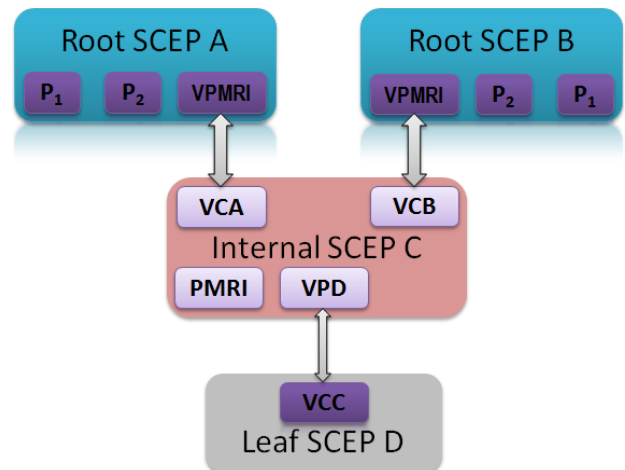 Root SCEP A
P₁ P₂ VPMRI
Root SCEP B
VPMRI P₂ P₁
VCA VCB
Internal SCEP C
PMRI VPD
VCC
Leaf SCEP D